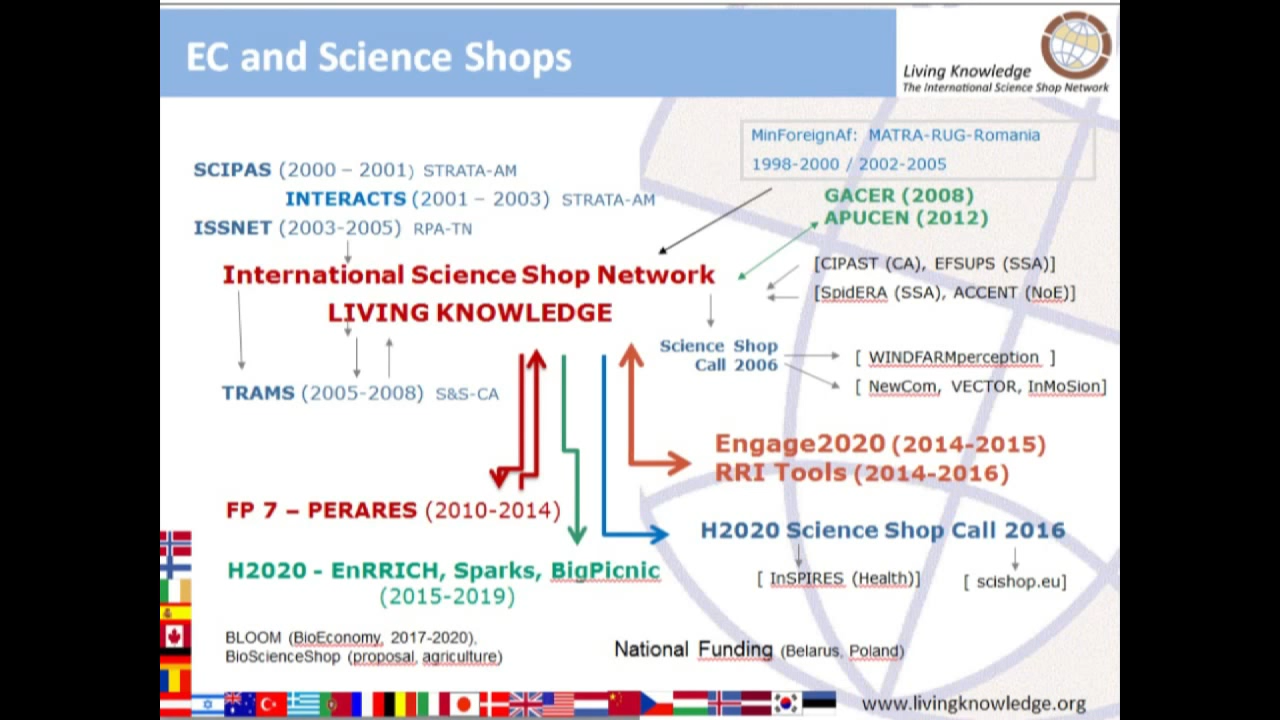 EC and Science Shops
Living Knowledge
The International Science Shop Network
MinForeignAf: MATRA-RUG-Romania
1998-2000 / 2002-2005
SCIPAS (2000 – 2001) STRATA-AM
INTERACTS (2001 – 2003) STRATA-AM
ISSNET (2003-2005) RPA-TN
GACER (2008)
APUCEN (2012)
International Science Shop Network
LIVING KNOWLEDGE
[CIPAST (CA), EFSUPS (SSA)]
[SpidERA (SSA), ACCENT (NoE)]
Science Shop
Call 2006
[ WINDFARMperception ]
[ NewCom, VECTOR, InMoSion]
TRAMS (2005-2008) S&S-CA
Engage2020 (2014-2015)
RRI Tools (2014-2016)
FP 7 – PERARES (2010-2014)
H2020 Science Shop Call 2016
[ InSPIRES (Health)]
[ scishop.eu]
H2020 - EnRRICH, Sparks, BigPicnic
(2015-2019)
BLOOM (BioEconomy, 2017-2020),
BioScienceShop (proposal, agriculture)
National Funding (Belarus, Poland)
www.livingknowledge.org